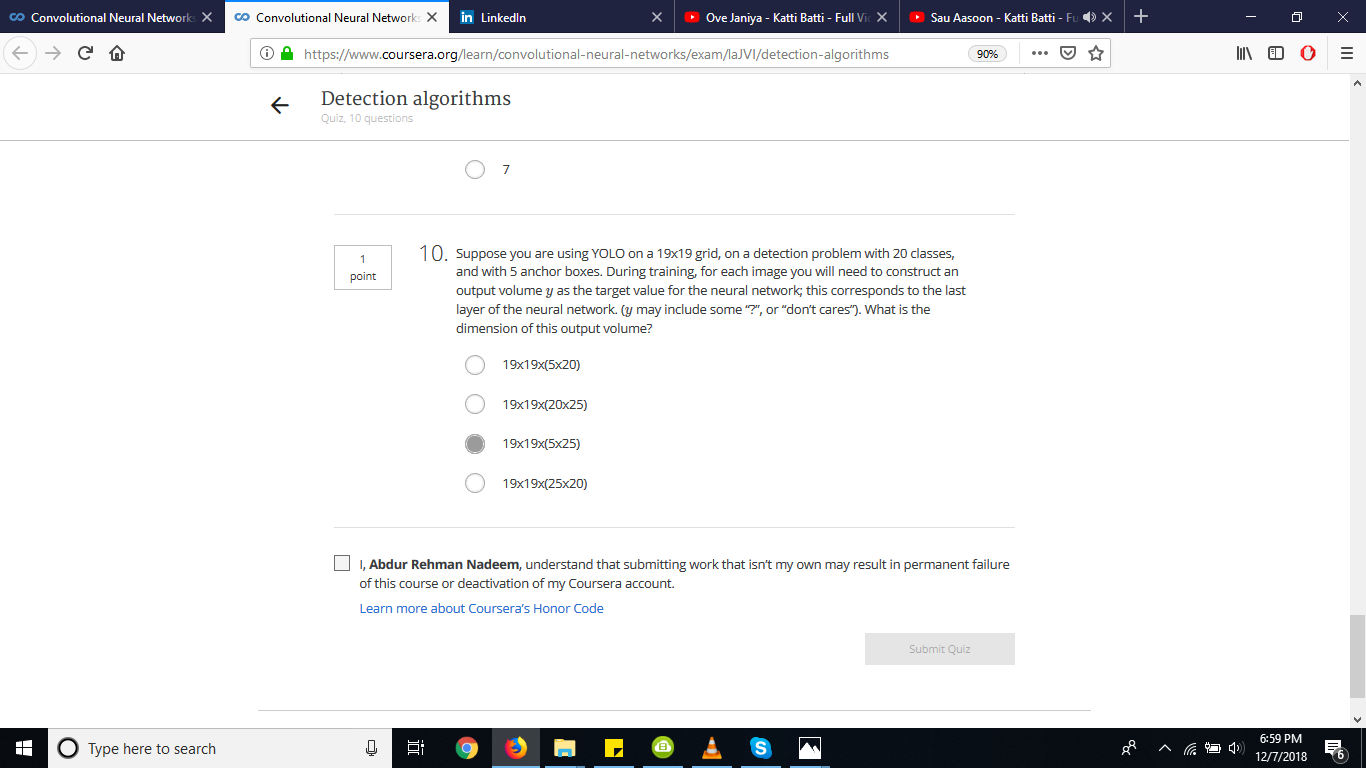 Convolutional Neural Networks
Convolutional Neural Networks
LinkedIn
Ove Janiya - Katti Batti - Full Vi
Sau Aasoon - Katti Batti - Fu
https://www.coursera.org/learn/convolutional-neural-networks/exam/laJVI/detection-algorithms
90%
Detection algorithms
Quiz, 10 questions
7
1
point
10. Suppose you are using YOLO on a 19x19 grid, on a detection problem with 20 classes,
and with 5 anchor boxes. During training, for each image you will need to construct an
output volume y as the target value for the neural network; this corresponds to the last
layer of the neural network. (y may include some “?”, or “don’t cares”). What is the
dimension of this output volume?
19x19x(5x20)
19x19x(20x25)
19x19x(5x25)
19x19x(25x20)
I, Abdur Rehman Nadeem, understand that submitting work that isn’t my own may result in permanent failure
of this course or deactivation of my Coursera account.
Learn more about Coursera’s Honor Code
Submit Quiz
Type here to search
6:59 PM
12/7/2018
6